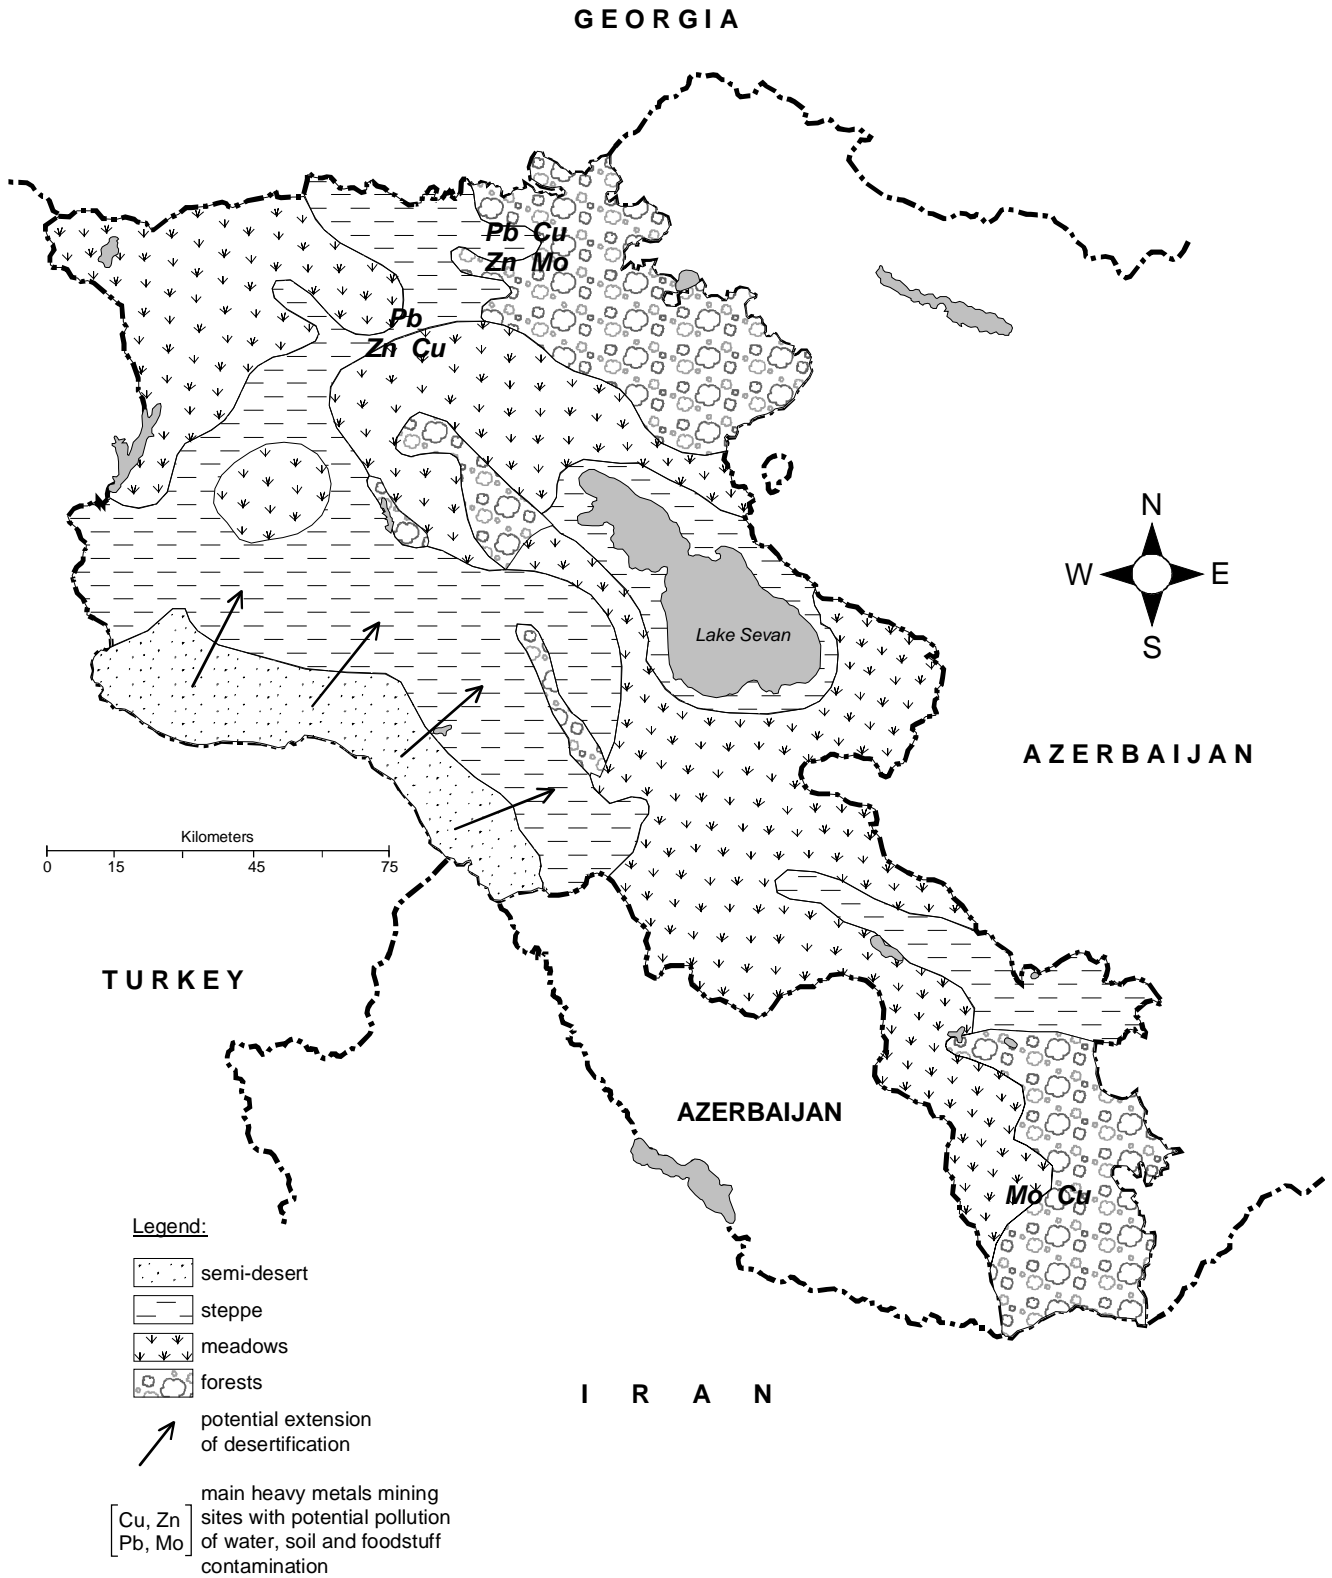 GEORGIA
Pb Cu
Zn Mo
Pb
Zn Cu
N
W E
S
Lake Sevan
AZERBAIJAN
Kilometers
0 15 45 75
TURKEY
AZERBAIJAN
Mo Cu
IRAN
Legend:
semi-desert
steppe
meadows
forests
potential extension
of desertification
main heavy metals mining
sites with potential pollution
of water, soil and foodstuff
contamination
Cu, Zn
Pb, Mo